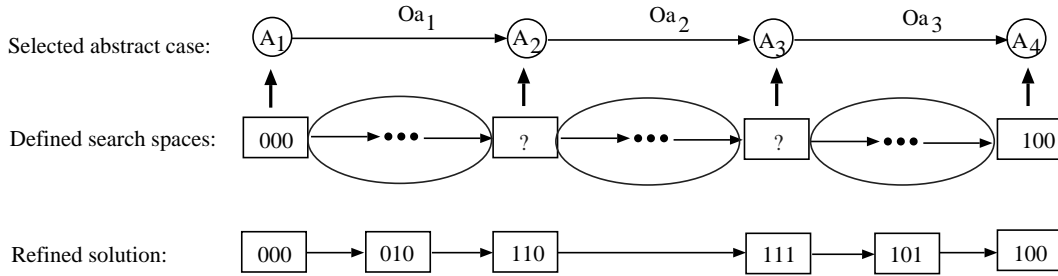 Oa1 Oa2 Oa3
Selected abstract case: A1 A2 A3 A4
Defined search spaces: 000 ? ? 100
Refined solution: 000 010 110 111 101 100